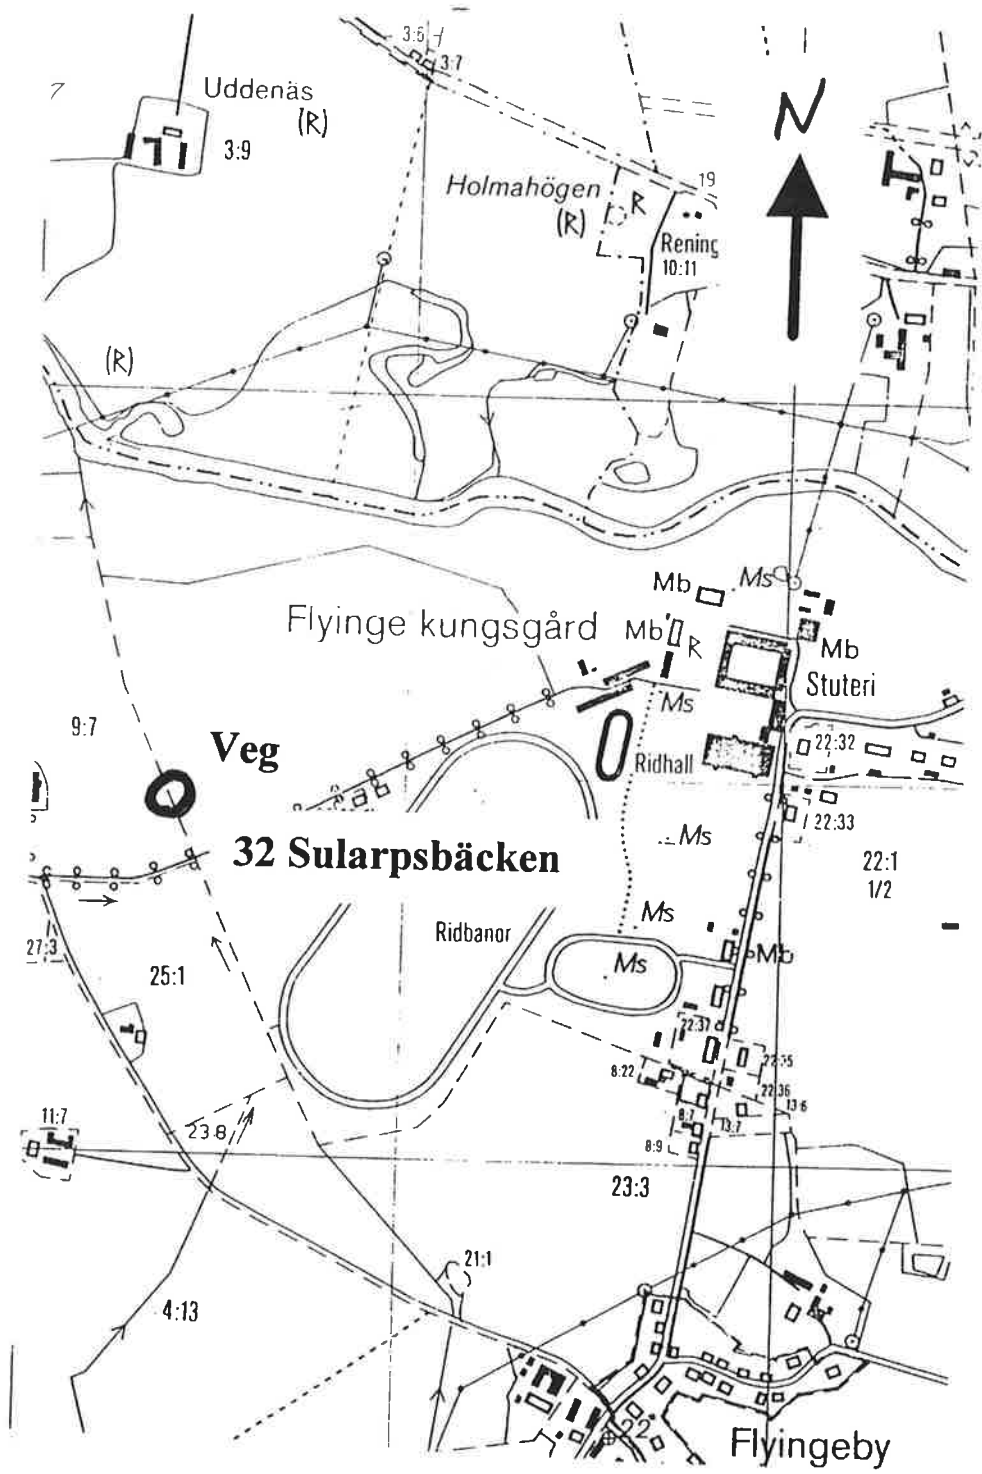 3:6
3:7
7
Uddenäs
(R)
3:9
N
Holmahögen
(R)
R
19
Rening
10:11
(R)
Mb
Ms
Flyinge kungsgård
Mb
R
Mb
Stuteri
Ms
9:7
Veg
Ridhall
22:32
22:33
32 Sularpsbäcken
Ms
22:1
1/2
Ms
Ridbanor
27:3
Ms
Mb
25:1
22:37
22:35
8:22
22:36
13:6
8:7
13:7
11:7
23:8
8:9
23:3
21:1
4:13
22
Flyingeby